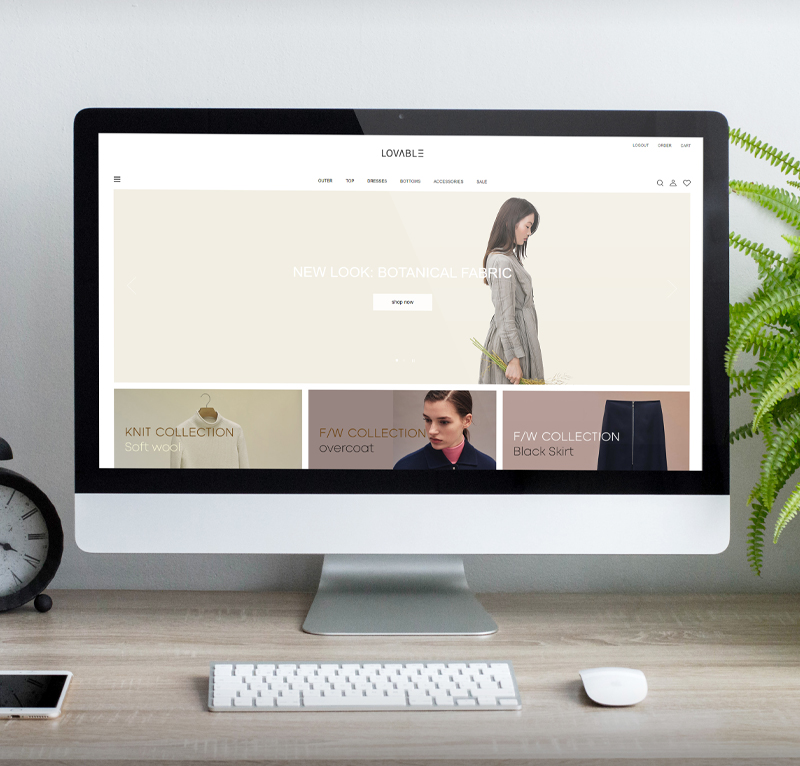 LOVABLE
LOGOUT ORDER CART
OUTER TOP DRESSES BOTTOMS ACCESSORIES SALE
NEW LOOK: BOTANICAL FABRIC
shop now
KNIT COLLECTION
Soft wool
F/W COLLECTION
overcoat
F/W COLLECTION
Black Skirt